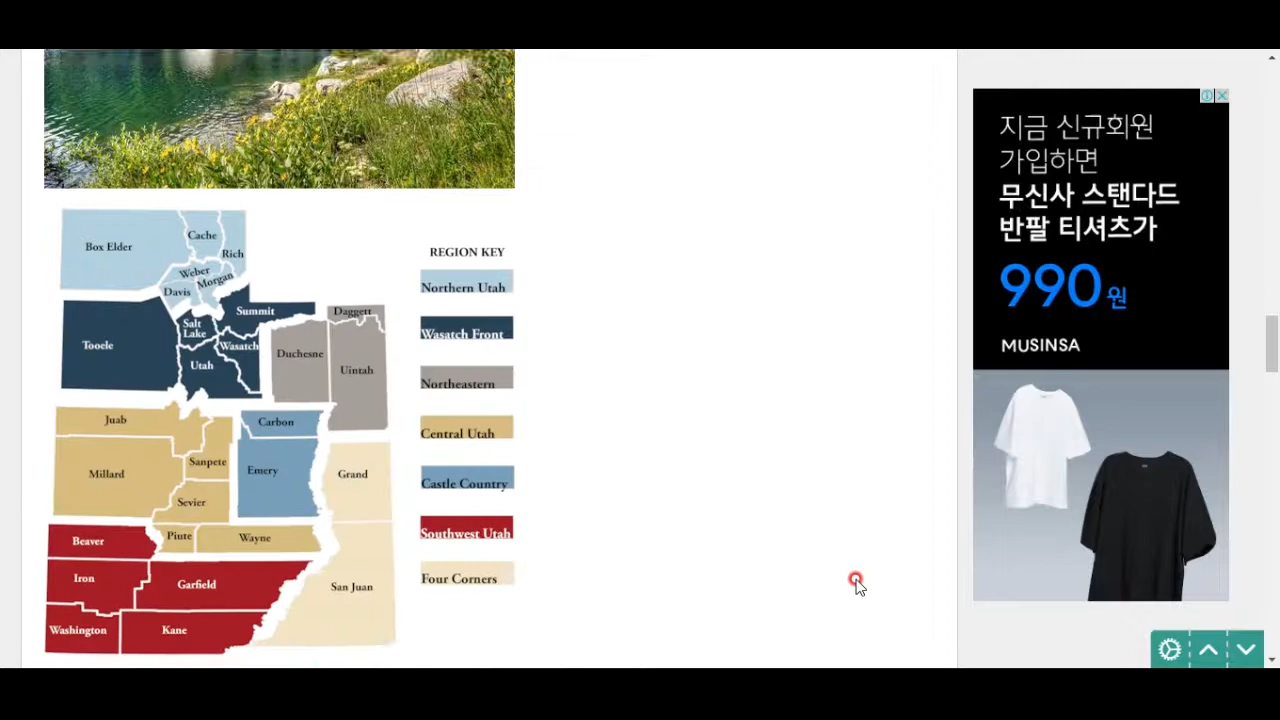 Box Elder
Cache
Rich
Weber
Morgan
Davis
Summit
Daggett
Salt
Lake
Tooele
Wasatch
Duchesne
Utah
Uintah
Juab
Carbon
Sanpete
Emery
Millard
Grand
Sevier
Piute
Wayne
Beaver
Iron
Garfield
San Juan
Washington
Kane
REGION KEY
Northern Utah
Wasatch Front
Northeastern
Central Utah
Castle Country
Southwest Utah
Four Corners
지금 신규회원
가입하면
무신사 스탠다드
반팔 티셔츠가
990원
MUSINSA